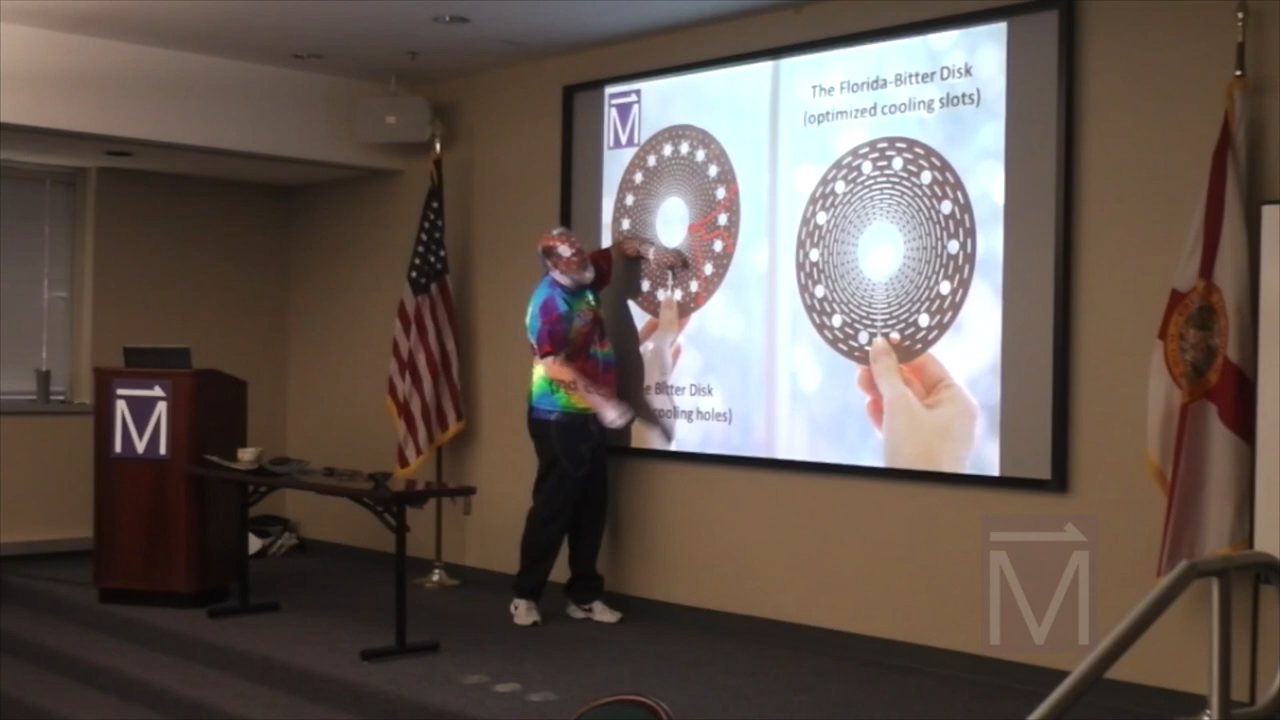 M
The Florida-Bitter Disk
(optimized cooling slots)
Bitter Disk
cooling holes)
M
M